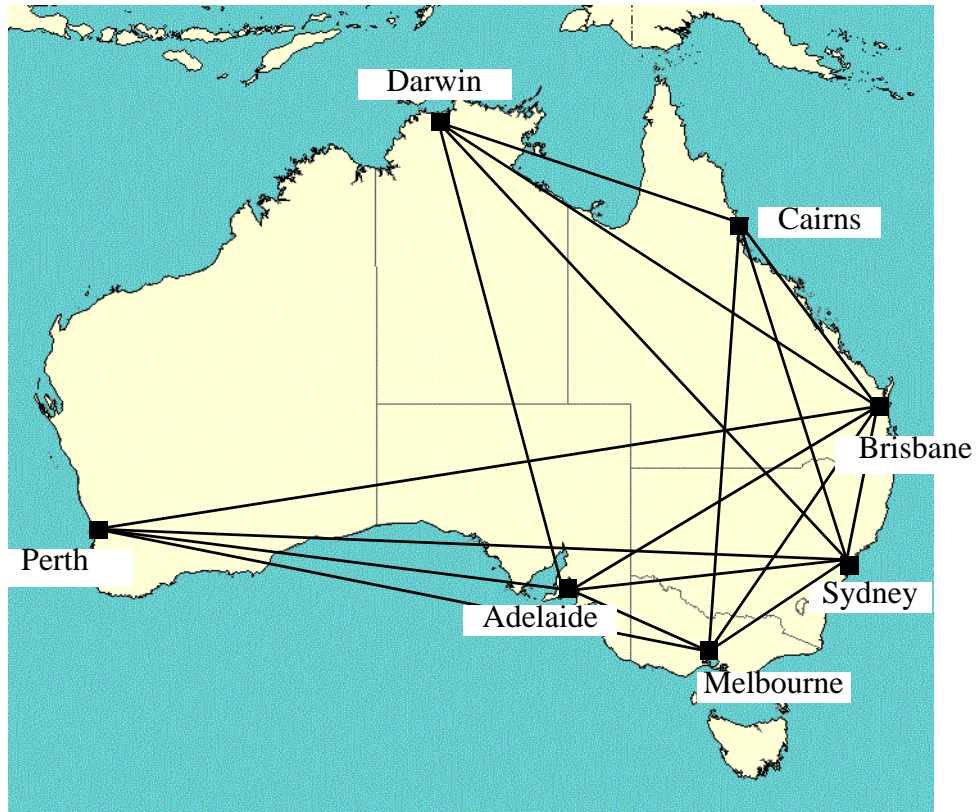 Darwin
Cairns
Brisbane
Perth
Sydney
Adelaide
Melbourne